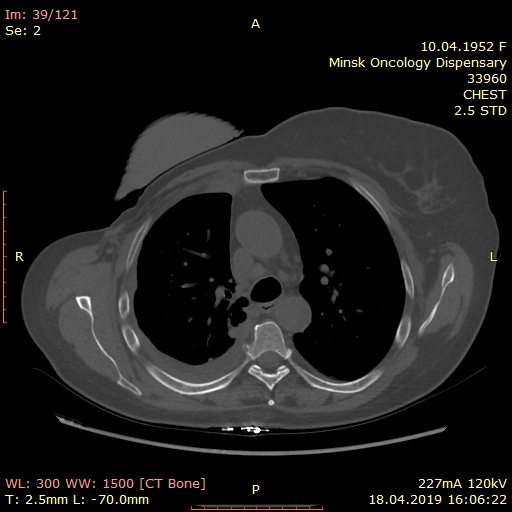 Im: 39/121
Se: 2
A
10.04.1952 F
Minsk Oncology Dispensary
33960
CHEST
2.5 STD
R
L
WL: 300 WW: 1500 [CT Bone]
T: 2.5mm L: -70.0mm
P
227mA 120kV
18.04.2019 16:06:22